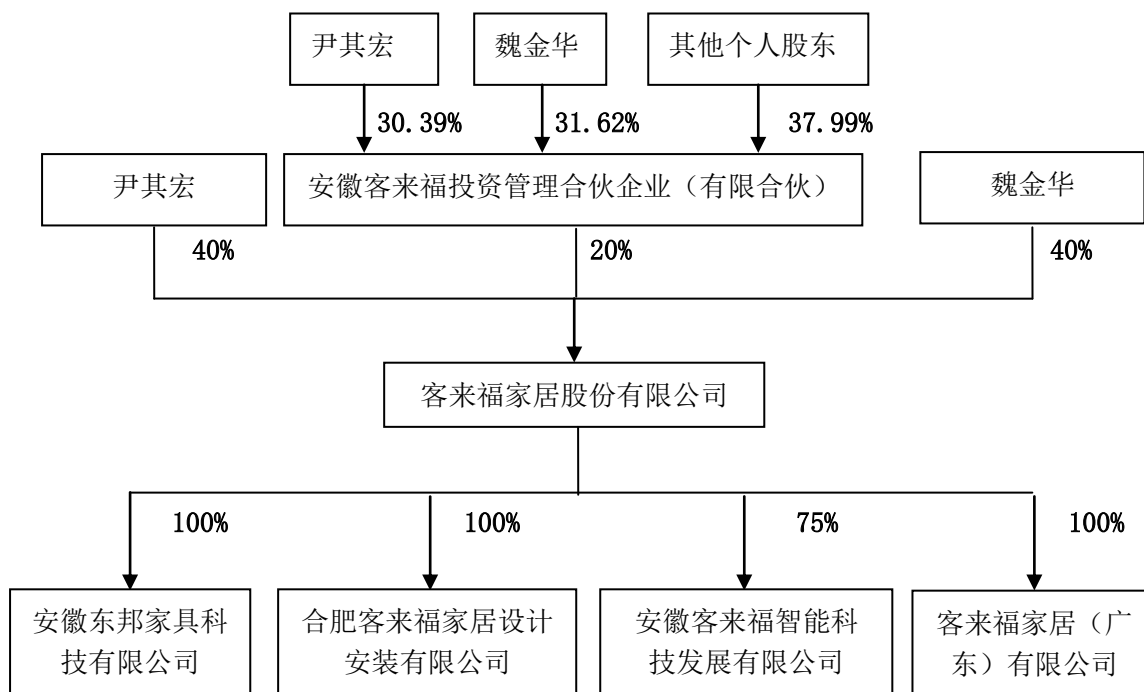 尹其宏
魏金华
其他个人股东
30.39%
31.62%
37.99%
尹其宏
安徽客来福投资管理合伙企业（有限合伙）
魏金华
40%
20%
40%
客来福家居股份有限公司
100%
100%
75%
100%
安徽东邦家具科
技有限公司
合肥客来福家居设计
安装有限公司
安徽客来福智能科
技发展有限公司
客来福家居（广
东）有限公司